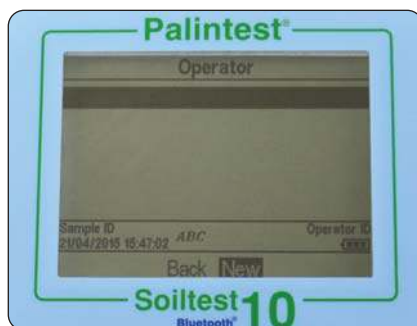 Palintest®
Operator
Sample ID Operator ID
21/04/2015 15:47:02 ABC
Back New
Soiltest 10
Bluetooth®